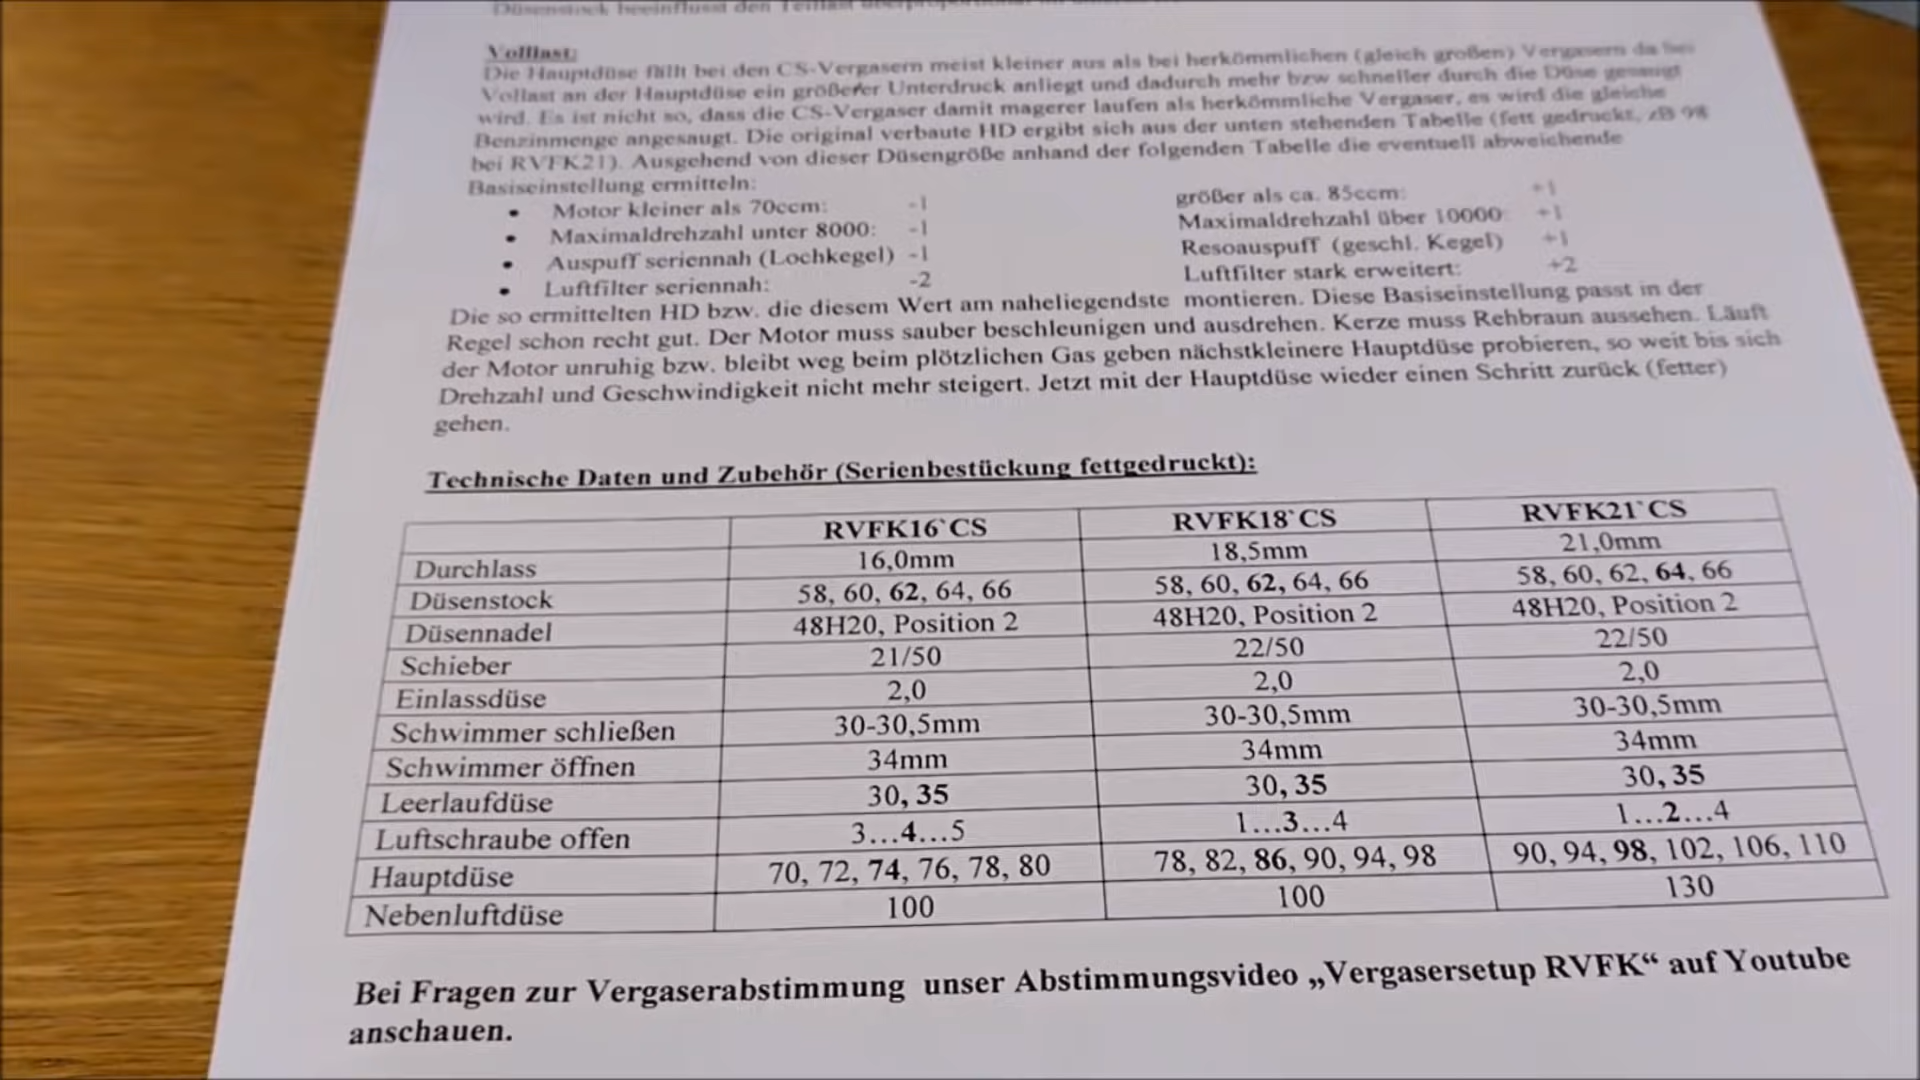 Düsenstock beeinflusst den Teillast
Volllast:
Die Hauptdüse fällt bei den CS-Vergasern meist kleiner aus als bei herkömmlichen (gleich großen) Vergasern da bei
Vollast an der Hauptdüse ein größerer Unterdruck anliegt und dadurch mehr bzw schneller durch die Düse gesaugt
wird. Es ist nicht so, dass die CS-Vergaser damit magerer laufen als herkömmliche Vergaser, es wird die gleiche
Benzinmenge angesaugt. Die original verbaute HD ergibt sich aus der unten stehenden Tabelle (fett gedruckt, zB 98
bei RVFK21). Ausgehend von dieser Düsengröße anhand der folgenden Tabelle die eventuell abweichende
Basiseinstellung ermitteln:
• Motor kleiner als 70ccm: -1 größer als ca. 85ccm: +1
• Maximaldrehzahl unter 8000: -1 Maximaldrehzahl über 10000 +1
• Auspuff seriennah (Lochkegel) -1 Resoauspuff (geschl. Kegel) +1
• Luftfilter seriennah: -2 Luftfilter stark erweitert: +2
Die so ermittelten HD bzw. die diesem Wert am naheliegendste montieren. Diese Basiseinstellung passt in der
Regel schon recht gut. Der Motor muss sauber beschleunigen und ausdrehen. Kerze muss Rehbraun aussehen. Läuft
der Motor unruhig bzw. bleibt weg beim plötzlichen Gas geben nächstkleinere Hauptdüse probieren, so weit bis sich
Drehzahl und Geschwindigkeit nicht mehr steigert. Jetzt mit der Hauptdüse wieder einen Schritt zurück (fetter)
gehen.
Technische Daten und Zubehör (Serienbestückung fettgedruckt):
RVFK16`CS RVFK18`CS RVFK21`CS
Durchlass 16,0mm 18,5mm 21,0mm
Düsenstock 58, 60, 62, 64, 66 58, 60, 62, 64, 66 58, 60, 62, 64, 66
Düsennadel 48H20, Position 2 48H20, Position 2 48H20, Position 2
Schieber 21/50 22/50 22/50
Einlassdüse 2,0 2,0 2,0
Schwimmer schließen 30-30,5mm 30-30,5mm 30-30,5mm
Schwimmer öffnen 34mm 34mm 34mm
Leerlaufdüse 30, 35 30, 35 30, 35
Luftschraube offen 3...4...5 1...3...4 1...2...4
Hauptdüse 70, 72, 74, 76, 78, 80 78, 82, 86, 90, 94, 98 90, 94, 98, 102, 106, 110
Nebenluftdüse 100 100 130
Bei Fragen zur Vergaserabstimmung unser Abstimmungsvideo „Vergasersetup RVFK“ auf Youtube
anschauen.